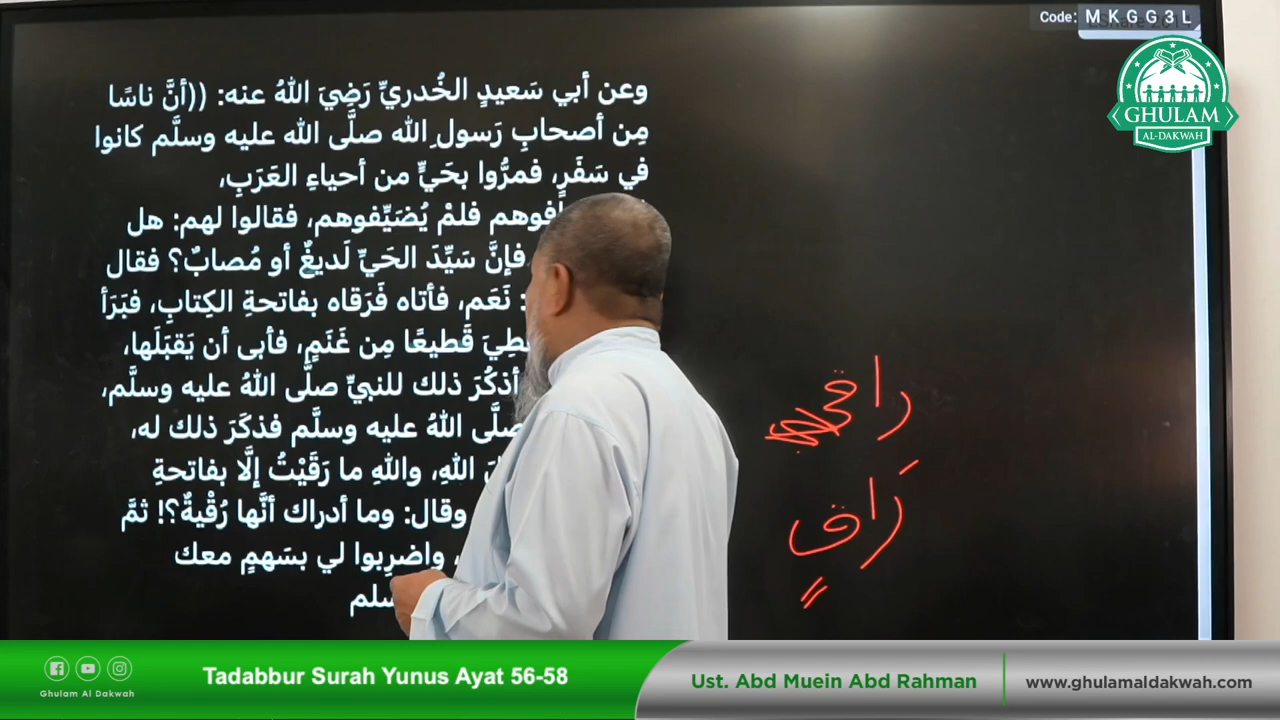 Code: MKGG3L
GHULAM
AL-DAKWAH
وعن أبي سَعيدٍ الخُدريِّ رَضِيَ اللهُ عنه: ((أنَّ ناسًا
مِن أصحابِ رَسولِ الله صلَّى الله عليه وسلَّم كانوا
في سَفَرٍ، فمرُّوا بحَيٍّ من أحياءِ العَرَبِ،
فلمْ يُضَيِّفوهم، فقالوا لهم: هل
فإنَّ سَيِّدَ الحَيِّ لَديغٌ أو مُصابٌ؟ فقال
: نَعَم، فأتاه فَرَقاه بفاتحةِ الكِتابِ، فبَرَأَ
قَطيعًا مِن غَنَمٍ، فأبى أن يَقبَلَها،
أذكُرَ ذلك للنبيِّ صلَّى اللهُ عليه وسلَّم،
صلَّى اللهُ عليه وسلَّم فذكَرَ ذلك له،
اللهِ، واللهِ ما رَقَيْتُ إلَّا بفاتحةِ
وقال: وما أدراك أنَّها رُقْيةٌ؟! ثمَّ
، واضرِبوا لي بسَهمٍ معك
راقي
رَاقٍ
Tadabbur Surah Yunus Ayat 56-58
Ust. Abd Muein Abd Rahman
www.ghulamaldakwah.com
Ghulam Al Dakwah